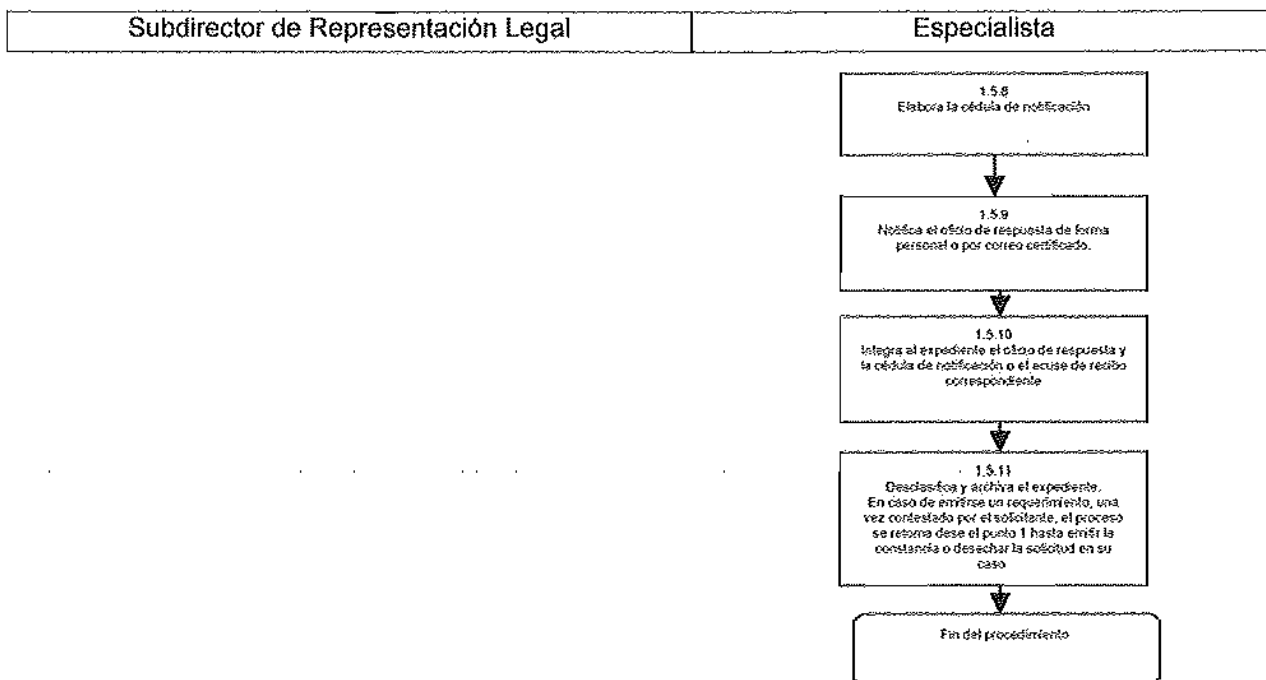 Subdirector de Representación Legal
Especialista
1.5.8
Elabora la cédula de notificación
1.5.9
Notifica el oficio de respuesta de forma
personal o por correo certificado.
1.5.10
Integra al expediente el oficio de respuesta y
la cédula de notificación o el acuse de recibo
correspondiente
1.5.11
Desclasifica y archiva el expediente.
En caso de emitirse un requerimiento, una
vez contestado por el solicitante, el proceso
se retoma dese el punto 1 hasta emitir la
constancia o desechar la solicitud en su
caso
Fin del procedimiento